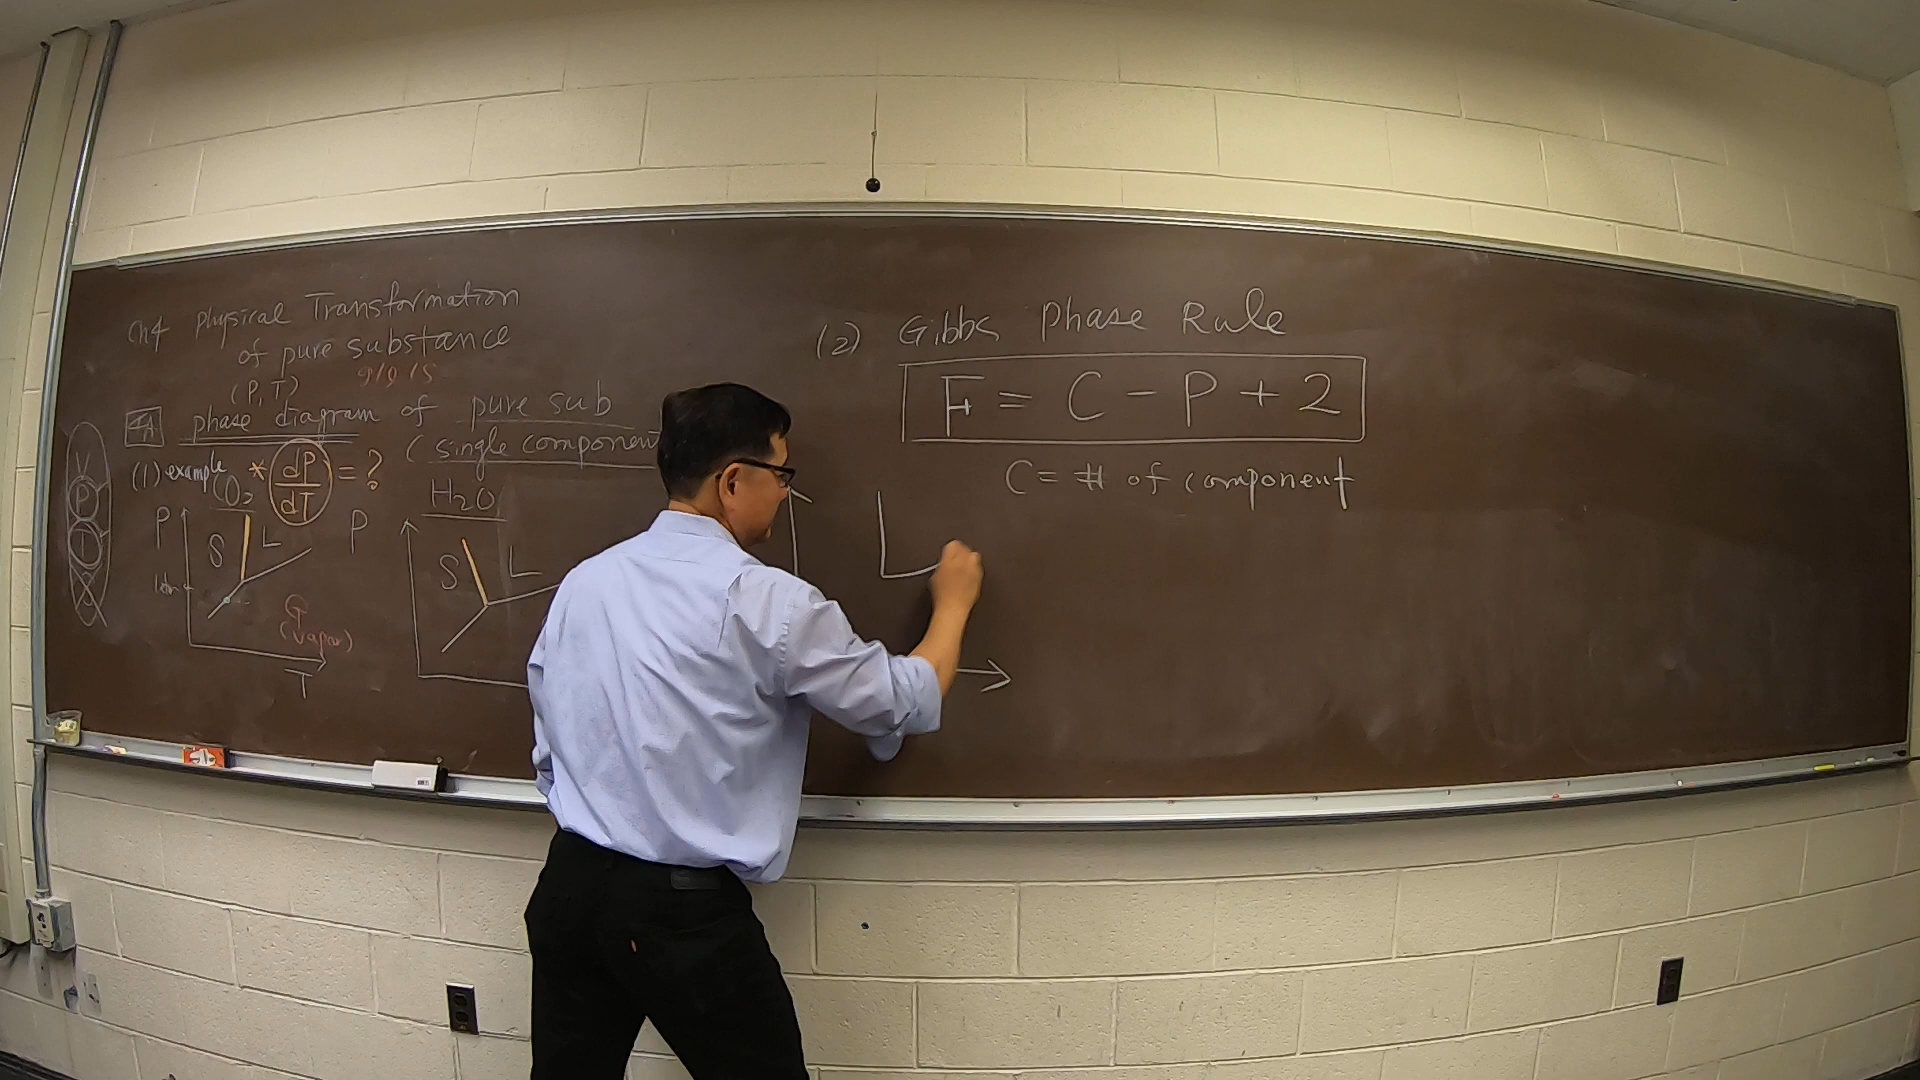 Ch4 Physical Transformation
of pure substance
(P, T) 9/9/15
4A phase diagram of pure sub
(single component
(1) example * dP/dT = ?
H2O
P
S L
1atm
G
(vapor)
T
P
S L
(2) Gibbs Phase Rule
F = C - P + 2
C = # of component
V
P
T